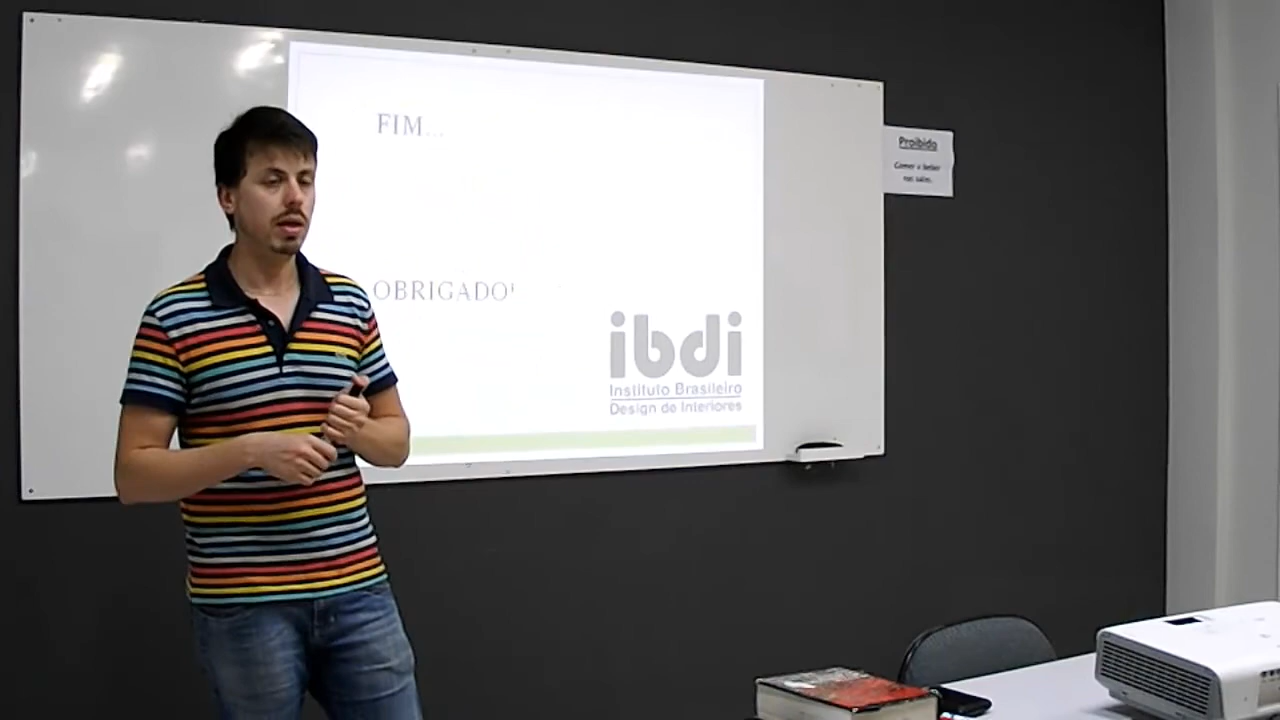 FIM...
OBRIGADO!
ibdi
Instituto Brasileiro
Design de Interiores
Proibido
Comer e beber
nas salas.